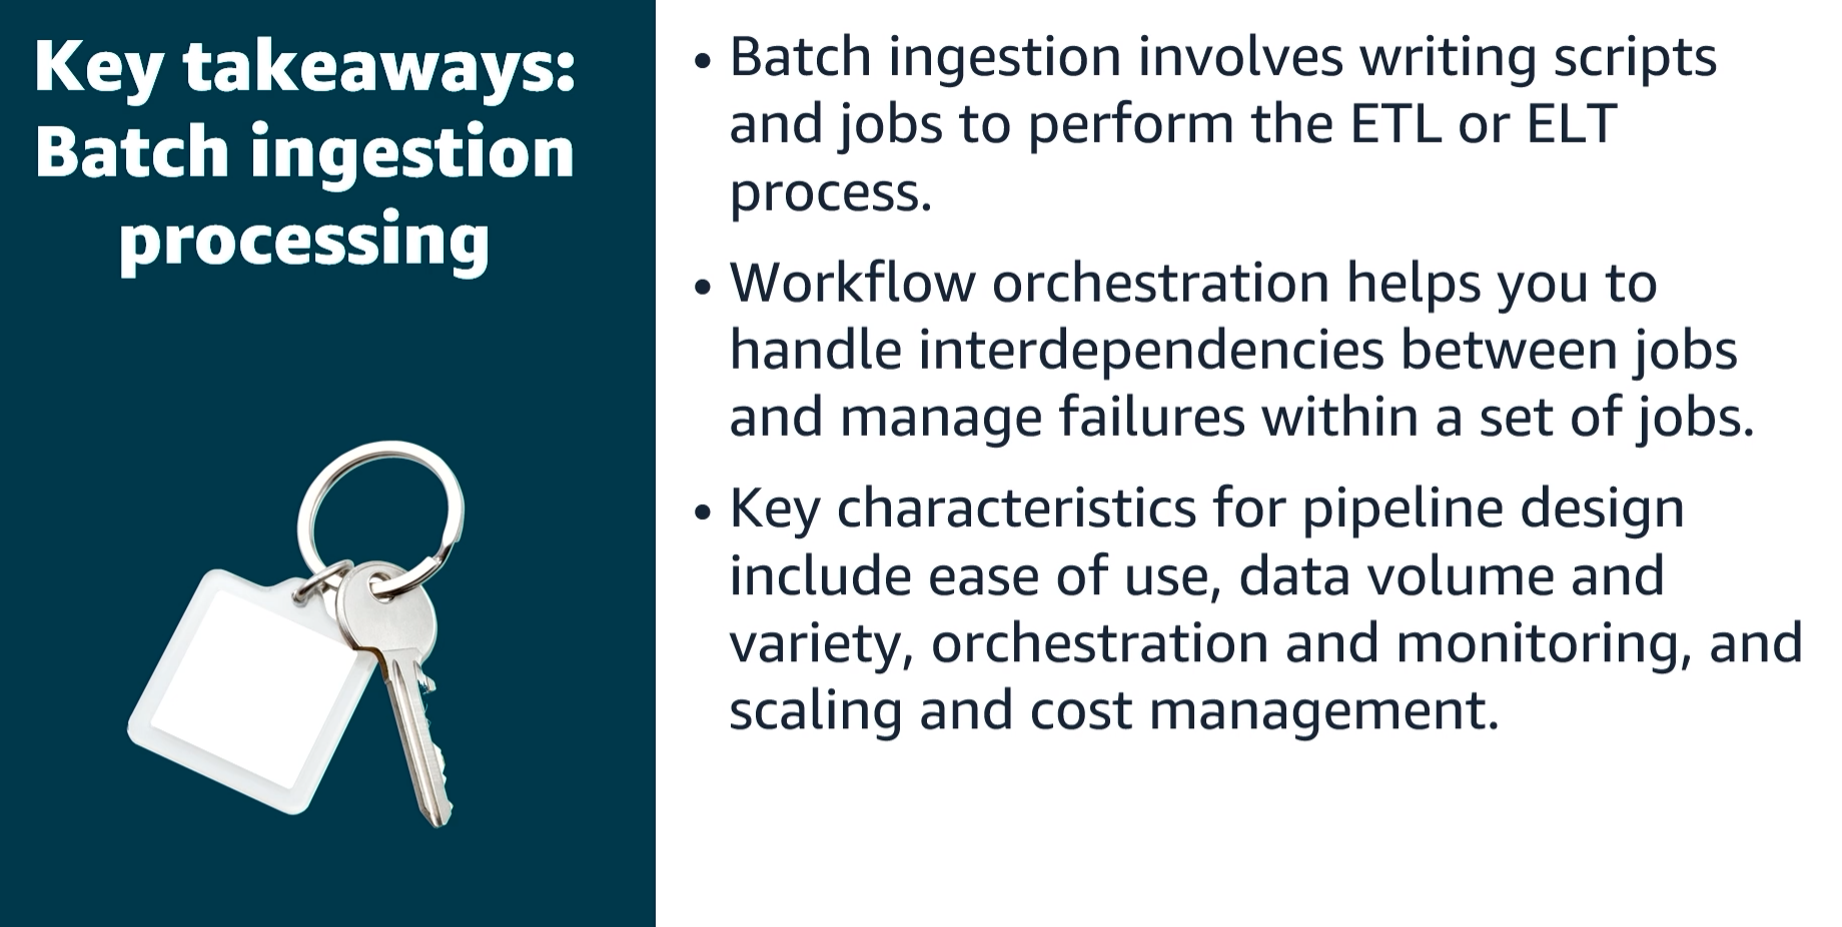 Key takeaways:
Batch ingestion
processing
• Batch ingestion involves writing scripts
and jobs to perform the ETL or ELT
process.
• Workflow orchestration helps you to
handle interdependencies between jobs
and manage failures within a set of jobs.
• Key characteristics for pipeline design
include ease of use, data volume and
variety, orchestration and monitoring, and
scaling and cost management.